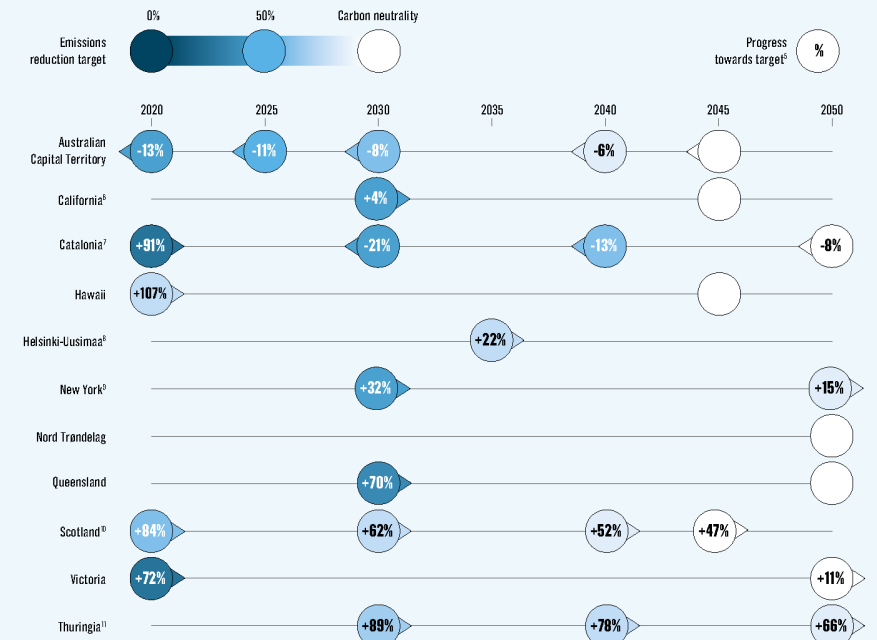 0%
50%
Carbon neutrality
Emissions
reduction target
Progress
towards target⁵
%
2020
2025
2030
2035
2040
2045
2050
Australian
Capital Territory
-13%
-11%
-8%
-6%
California⁶
+4%
Catalonia⁷
+91%
-21%
-13%
-8%
Hawaii
+107%
Helsinki-Uusimaa⁸
+22%
New York⁹
+32%
+15%
Nord Trøndelag
Queensland
+70%
Scotland¹⁰
+84%
+62%
+52%
+47%
Victoria
+72%
+11%
Thuringia¹¹
+89%
+78%
+66%